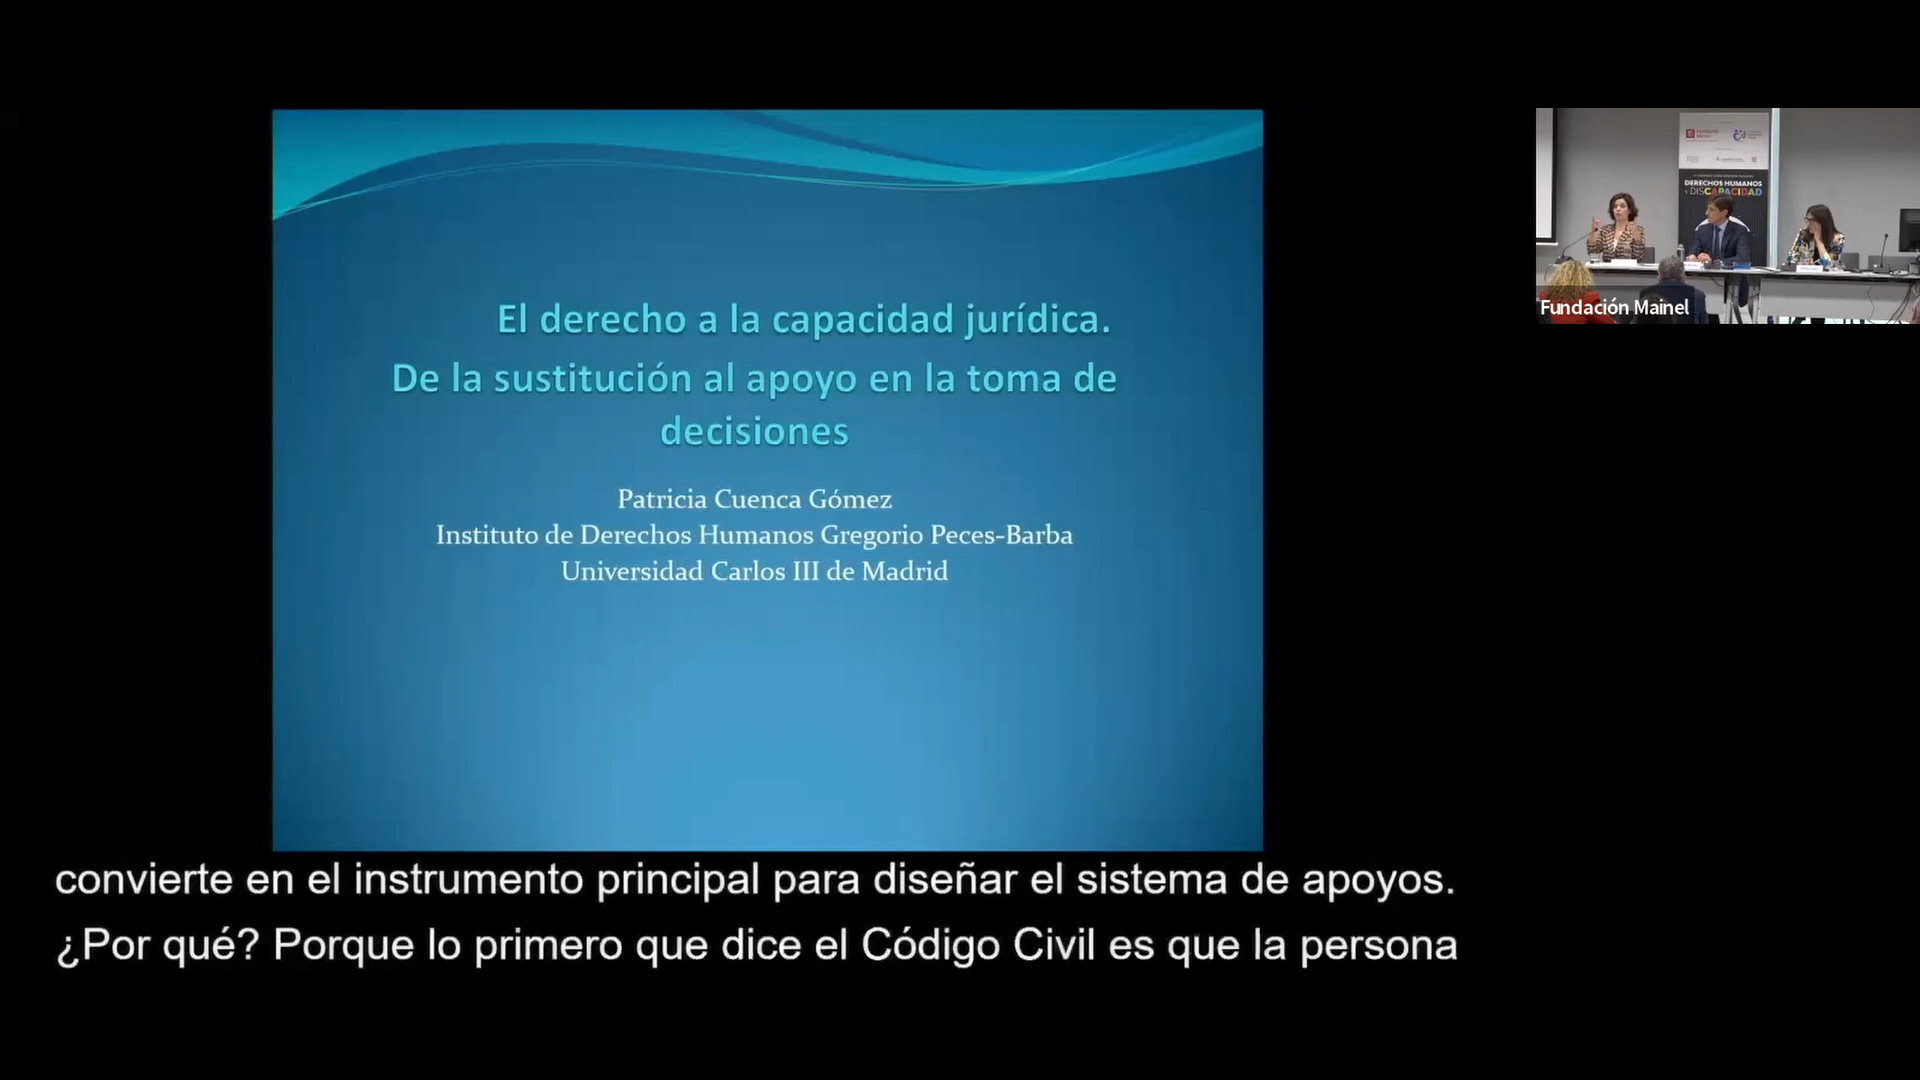 El derecho a la capacidad jurídica.
De la sustitución al apoyo en la toma de
decisiones
Patricia Cuenca Gómez
Instituto de Derechos Humanos Gregorio Peces-Barba
Universidad Carlos III de Madrid
DERECHOS HUMANOS
Y DISCAPACIDAD
Fundación Mainel
convierte en el instrumento principal para diseñar el sistema de apoyos.
¿Por qué? Porque lo primero que dice el Código Civil es que la persona